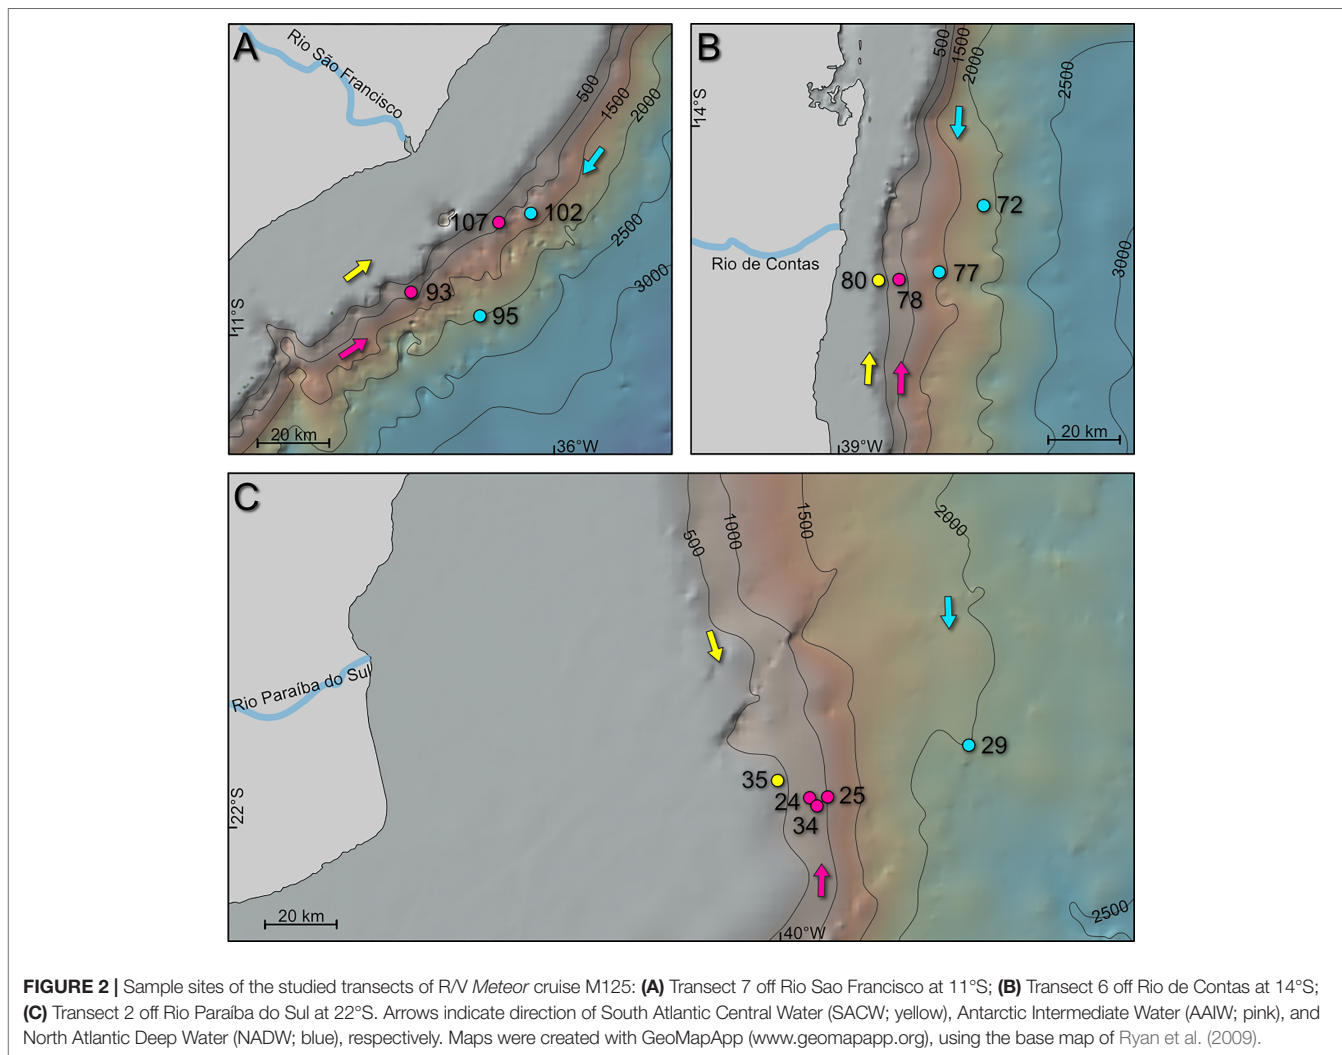 A
Rio São Francisco
500
1500
2000
107
102
2500
3000
93
95
11°S
20 km
36°W
B
500
1500
2000
2500
14°S
72
Rio de Contas
3000
77
80
78
39°W
20 km
C
500
1000
1500
2000
Rio Paraíba do Sul
29
35
24
25
34
22°S
20 km
40°W
2500
FIGURE 2 | Sample sites of the studied transects of R/V Meteor cruise M125: (A) Transect 7 off Rio Sao Francisco at 11°S; (B) Transect 6 off Rio de Contas at 14°S;
(C) Transect 2 off Rio Paraíba do Sul at 22°S. Arrows indicate direction of South Atlantic Central Water (SACW; yellow), Antarctic Intermediate Water (AAIW; pink), and
North Atlantic Deep Water (NADW; blue), respectively. Maps were created with GeoMapApp (www.geomapapp.org), using the base map of Ryan et al. (2009).